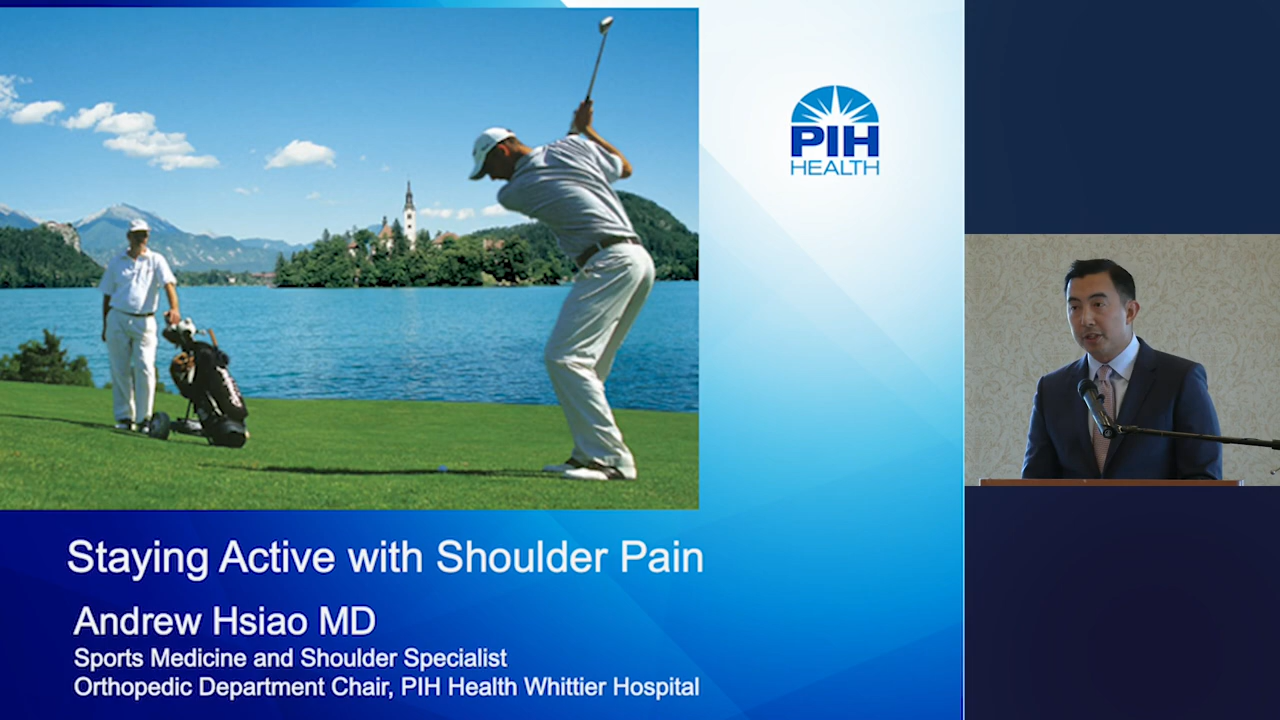 PIH
HEALTH
Staying Active with Shoulder Pain
Andrew Hsiao MD
Sports Medicine and Shoulder Specialist
Orthopedic Department Chair, PIH Health Whittier Hospital